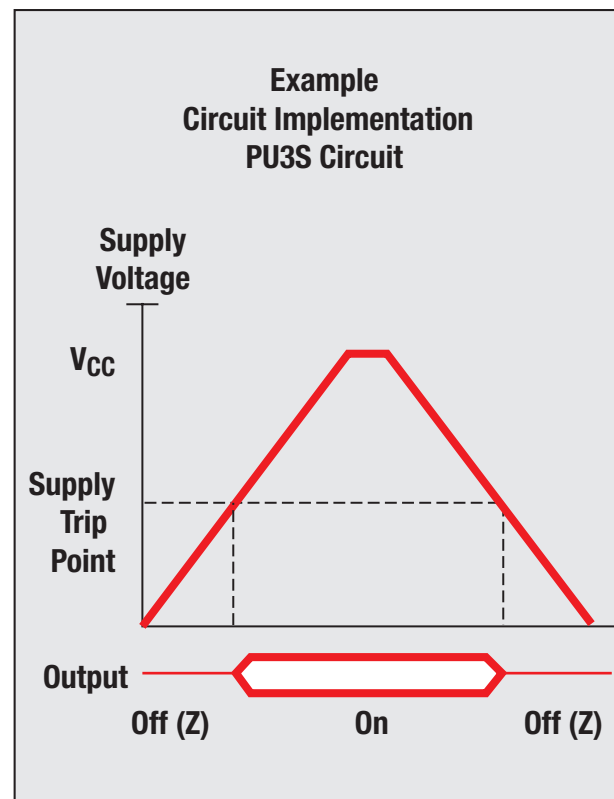 Example
Circuit Implementation
PU3S Circuit
Supply
Voltage
VCC
Supply
Trip
Point
Output
Off (Z) On Off (Z)